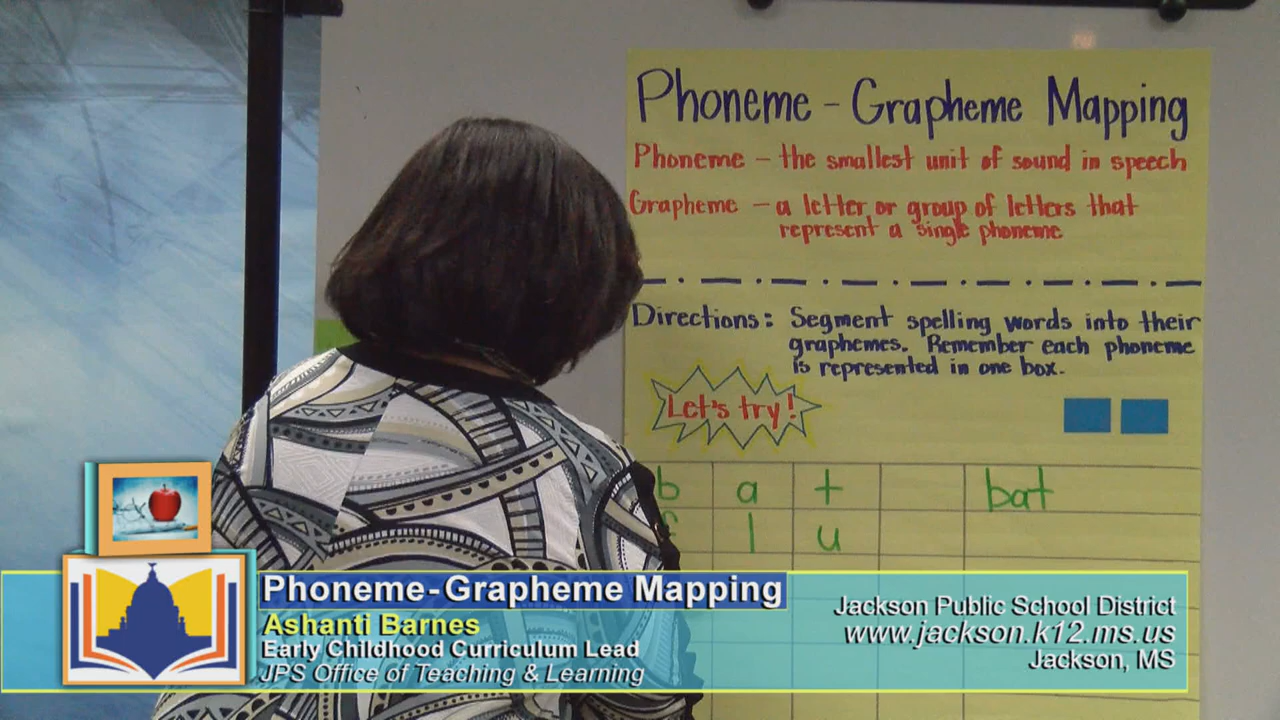 Phoneme - Grapheme Mapping
Phoneme - the smallest unit of sound in speech
Grapheme - a letter or group of letters that
represent a single phoneme
Directions: Segment spelling words into their
graphemes. Remember each phoneme
is represented in one box.
Let's try!
b a t bat
l u
Phoneme-Grapheme Mapping
Ashanti Barnes
Early Childhood Curriculum Lead
JPS Office of Teaching & Learning
Jackson Public School District
www.jackson.k12.ms.us
Jackson, MS